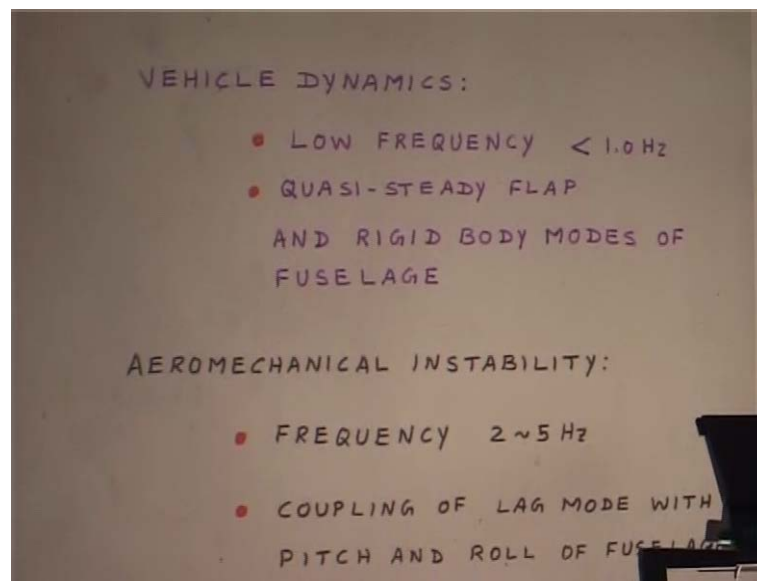 VEHICLE DYNAMICS:
• LOW FREQUENCY < 1.0 Hz
• QUASI-STEADY FLAP
AND RIGID BODY MODES OF
FUSELAGE
AEROMECHANICAL INSTABILITY:
• FREQUENCY 2~5 Hz
• COUPLING OF LAG MODE WITH
PITCH AND ROLL OF FUSELAGE